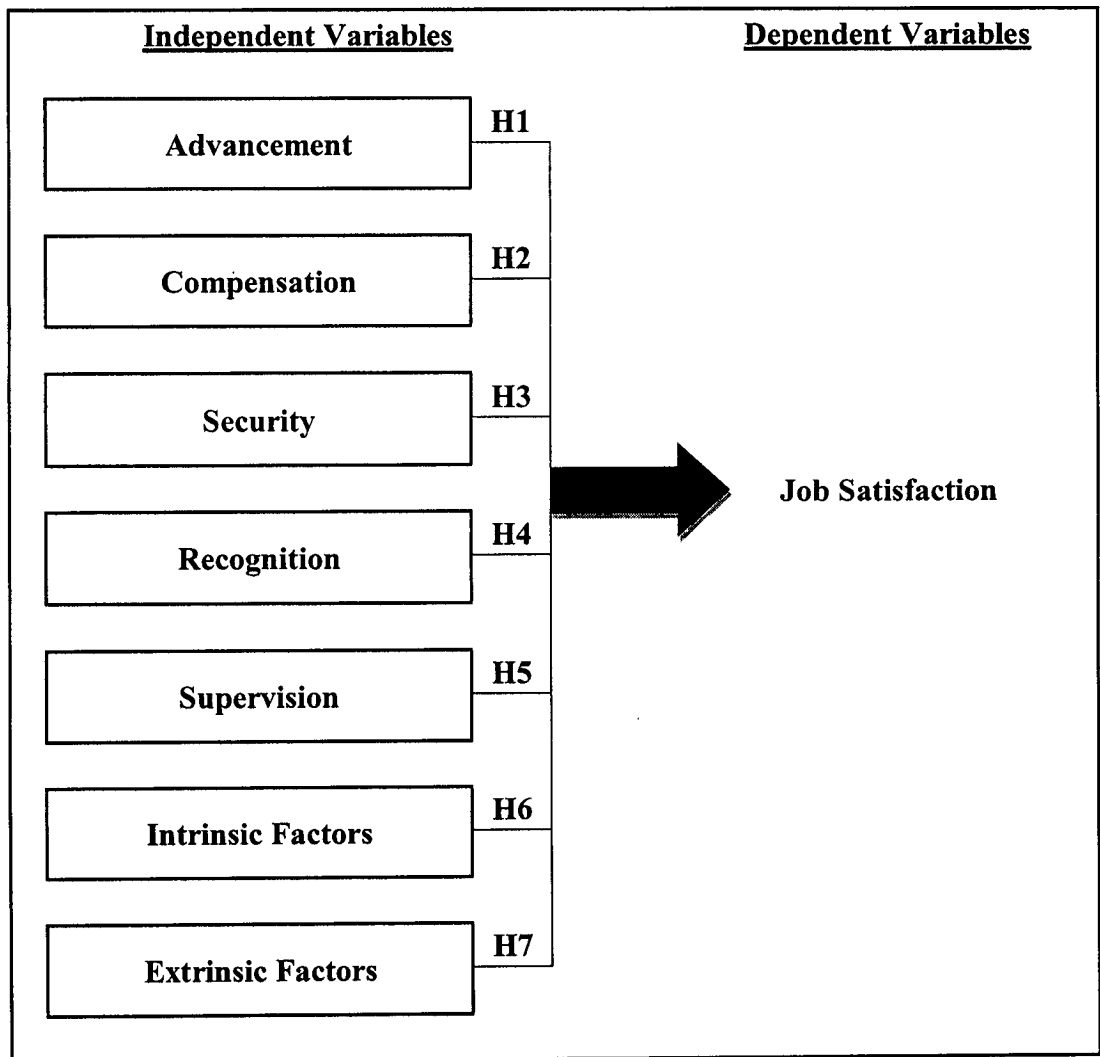 Independent Variables
Dependent Variables
Advancement
H1
Compensation
H2
Security
H3
Job Satisfaction
Recognition
H4
Supervision
H5
Intrinsic Factors
H6
Extrinsic Factors
H7